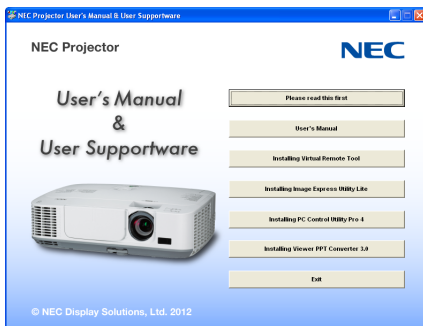 NEC Projector User's Manual & User Supportware
NEC Projector
NEC
User's Manual
&
User Supportware
Please read this first
User's Manual
Installing Virtual Remote Tool
Installing Image Express Utility Lite
Installing PC Control Utility Pro 4
Installing Viewer PPT Converter 3.0
Exit
© NEC Display Solutions, Ltd. 2012